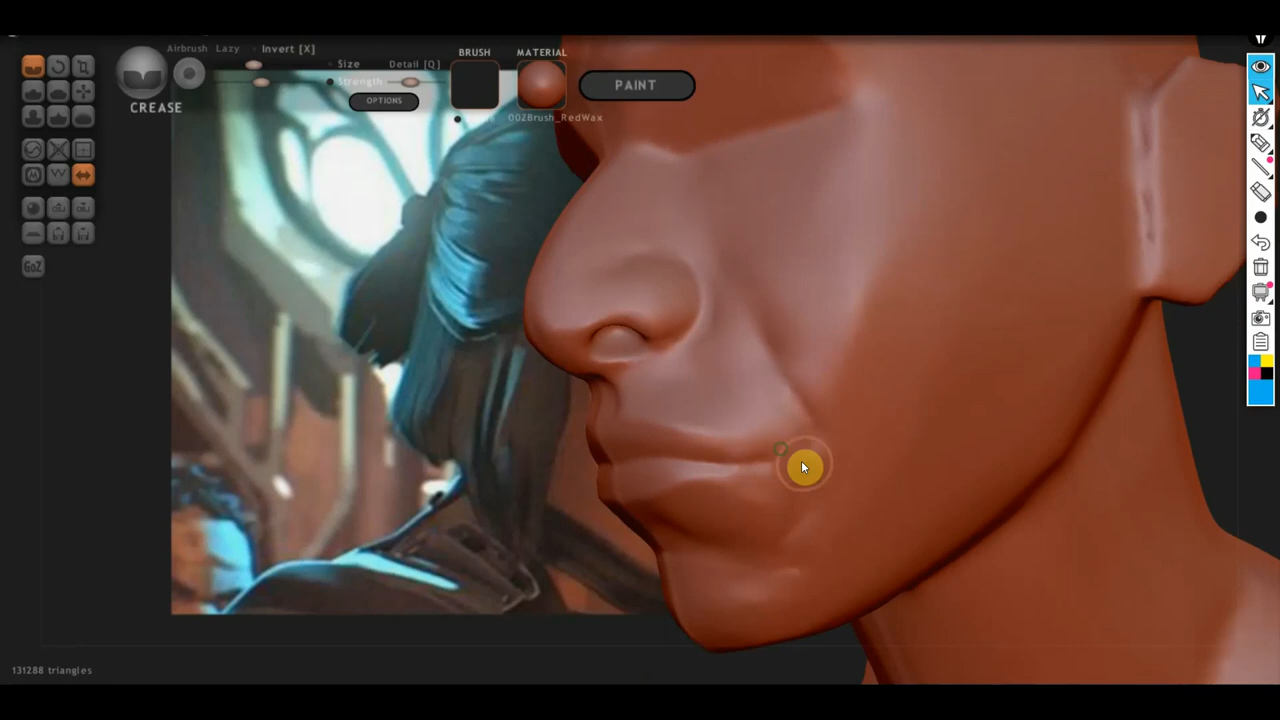 Airbrush Lazy Invert [X]
BRUSH MATERIAL
Size Detail [Q]
Strength
PAINT
OPTIONS
CREASE
00ZBrush_RedWax
GoZ
131288 triangles